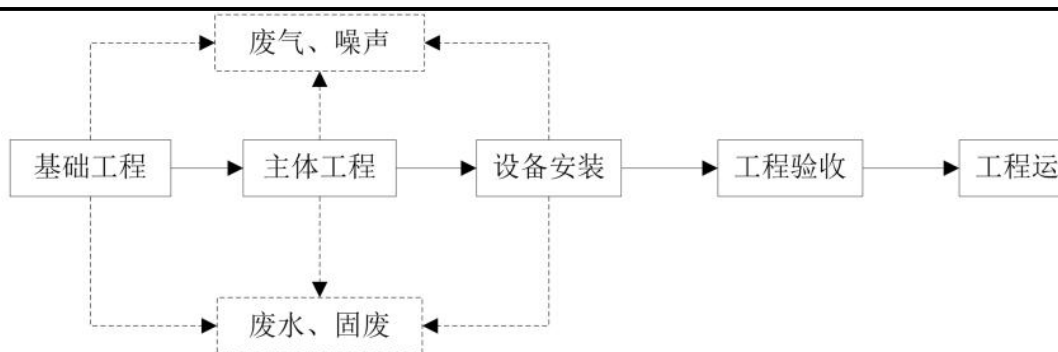 废气、噪声
基础工程
主体工程
设备安装
工程验收
工程运
废水、固废